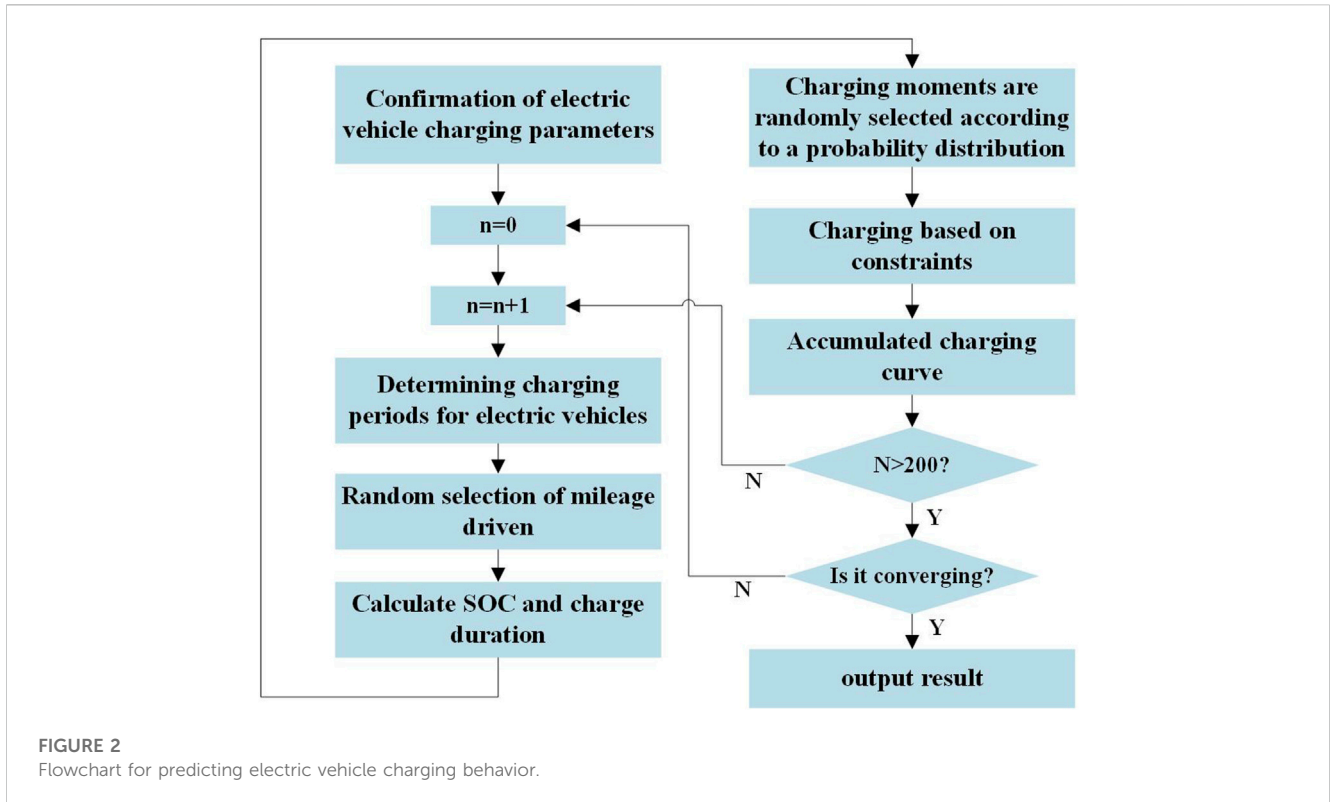 Confirmation of electric
vehicle charging parameters
n=0
n=n+1
Determining charging
periods for electric vehicles
Random selection of mileage
driven
Calculate SOC and charge
duration
Charging moments are
randomly selected according
to a probability distribution
Charging based on
constraints
Accumulated charging
curve
N>200?
N
Y
Is it converging?
N
Y
output result
FIGURE 2
Flowchart for predicting electric vehicle charging behavior.